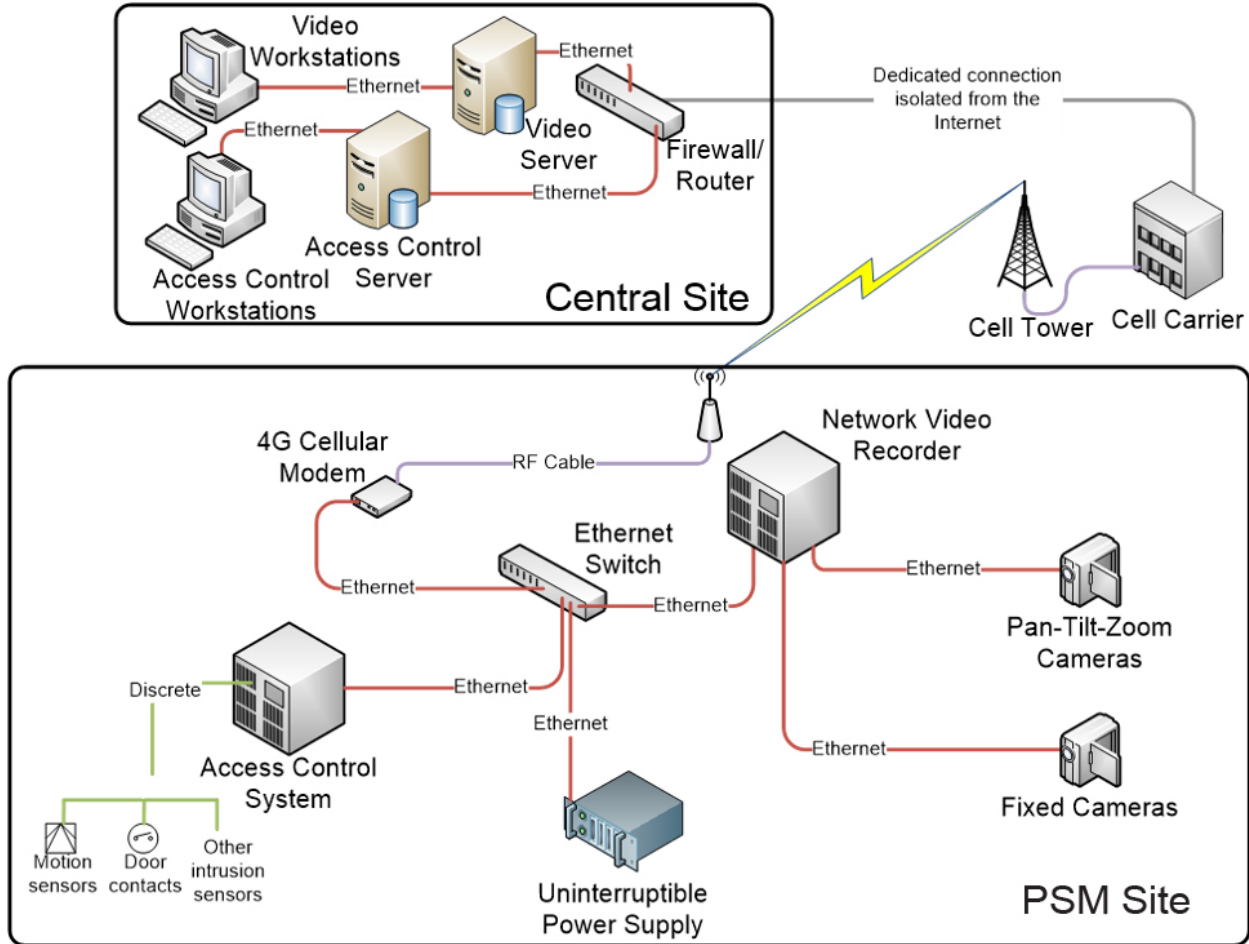 Video
Workstations
Ethernet
Ethernet
Ethernet
Video
Server
Firewall/
Router
Ethernet
Access Control
Server
Access Control
Workstations
Central Site
Dedicated connection
isolated from the
Internet
Cell Tower
Cell Carrier
4G Cellular
Modem
RF Cable
Network Video
Recorder
Ethernet
Switch
Ethernet
Ethernet
Ethernet
Pan-Tilt-Zoom
Cameras
Discrete
Ethernet
Ethernet
Ethernet
Access Control
System
Fixed Cameras
Motion
sensors
Door
contacts
Other
intrusion
sensors
Uninterruptible
Power Supply
PSM Site